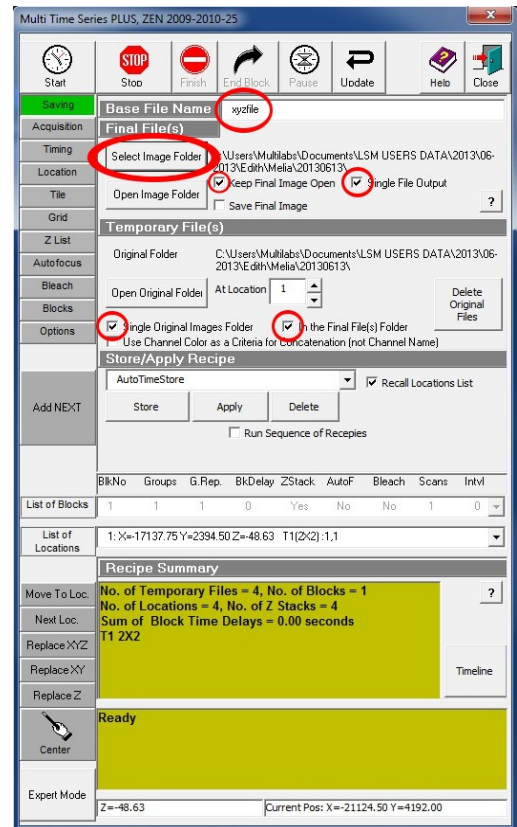 Multi Time Series PLUS, ZEN 2009-2010-25
Start Stop Finish End Block Pause Update Help Close
Saving
Acquisition
Timing
Location
Tile
Grid
Z List
Autofocus
Bleach
Blocks
Options
Add NEXT
List of Blocks
List of
Locations
Move To Loc.
Next Loc.
Replace XYZ
Replace XY
Replace Z
Center
Expert Mode
Base File Name xyzfile
Final File(s)
Select Image Folder :\Users\Multilabs\Documents\LSM USERS DATA\2013\06-
2013\Edith\Melia\20130613\
Keep Final Image Open Single File Output
Open Image Folder Save Final Image ?
Temporary File(s)
Original Folder C:\Users\Multilabs\Documents\LSM USERS DATA\2013\06-
2013\Edith\Melia\20130613\
Open Original Folder At Location 1
Delete
Original
Files
Single Original Images Folder In the Final File(s) Folder
Use Channel Color as a Criteria for Concatenation (not Channel Name)
Store/Apply Recipe
AutoTimeStore Recall Locations List
Store Apply Delete
Run Sequence of Recepies
BlkNo Groups G.Rep. BkDelay ZStack AutoF Bleach Scans Intvl
1 1 1 0 Yes No No 1 0
1: X=-17137.75 Y=2394.50 Z=-48.63 T1(2X2) :1,1
Recipe Summary
No. of Temporary Files = 4, No. of Blocks = 1
No. of Locations = 4, No. of Z Stacks = 4
Sum of Block Time Delays = 0.00 seconds
T1 2X2
?
Timeline
Ready
Z=-48.63 Current Pos: X=-21124.50 Y=4192.00